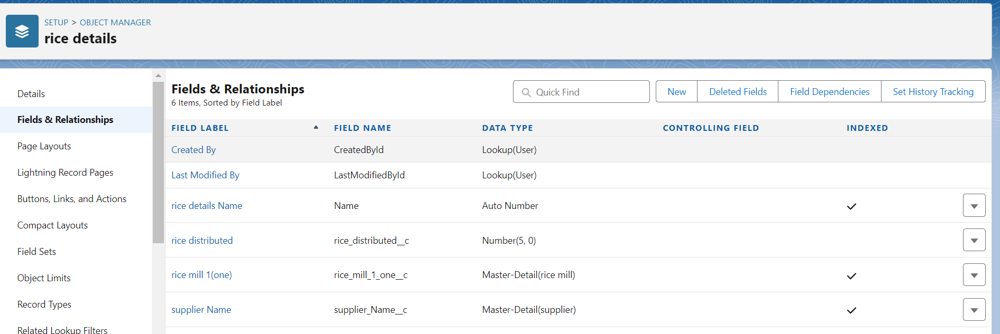 SETUP > OBJECT MANAGER
rice details
Details
Fields & Relationships
Page Layouts
Lightning Record Pages
Buttons, Links, and Actions
Compact Layouts
Field Sets
Object Limits
Record Types
Related Lookup Filters
Fields & Relationships
6 Items, Sorted by Field Label
Quick Find
New Deleted Fields Field Dependencies Set History Tracking
FIELD LABEL FIELD NAME DATA TYPE CONTROLLING FIELD INDEXED
Created By CreatedById Lookup(User)
Last Modified By LastModifiedById Lookup(User)
rice details Name Name Auto Number
rice distributed rice_distributed__c Number(5, 0)
rice mill 1(one) rice_mill_1_one__c Master-Detail(rice mill)
supplier Name supplier_Name__c Master-Detail(supplier)